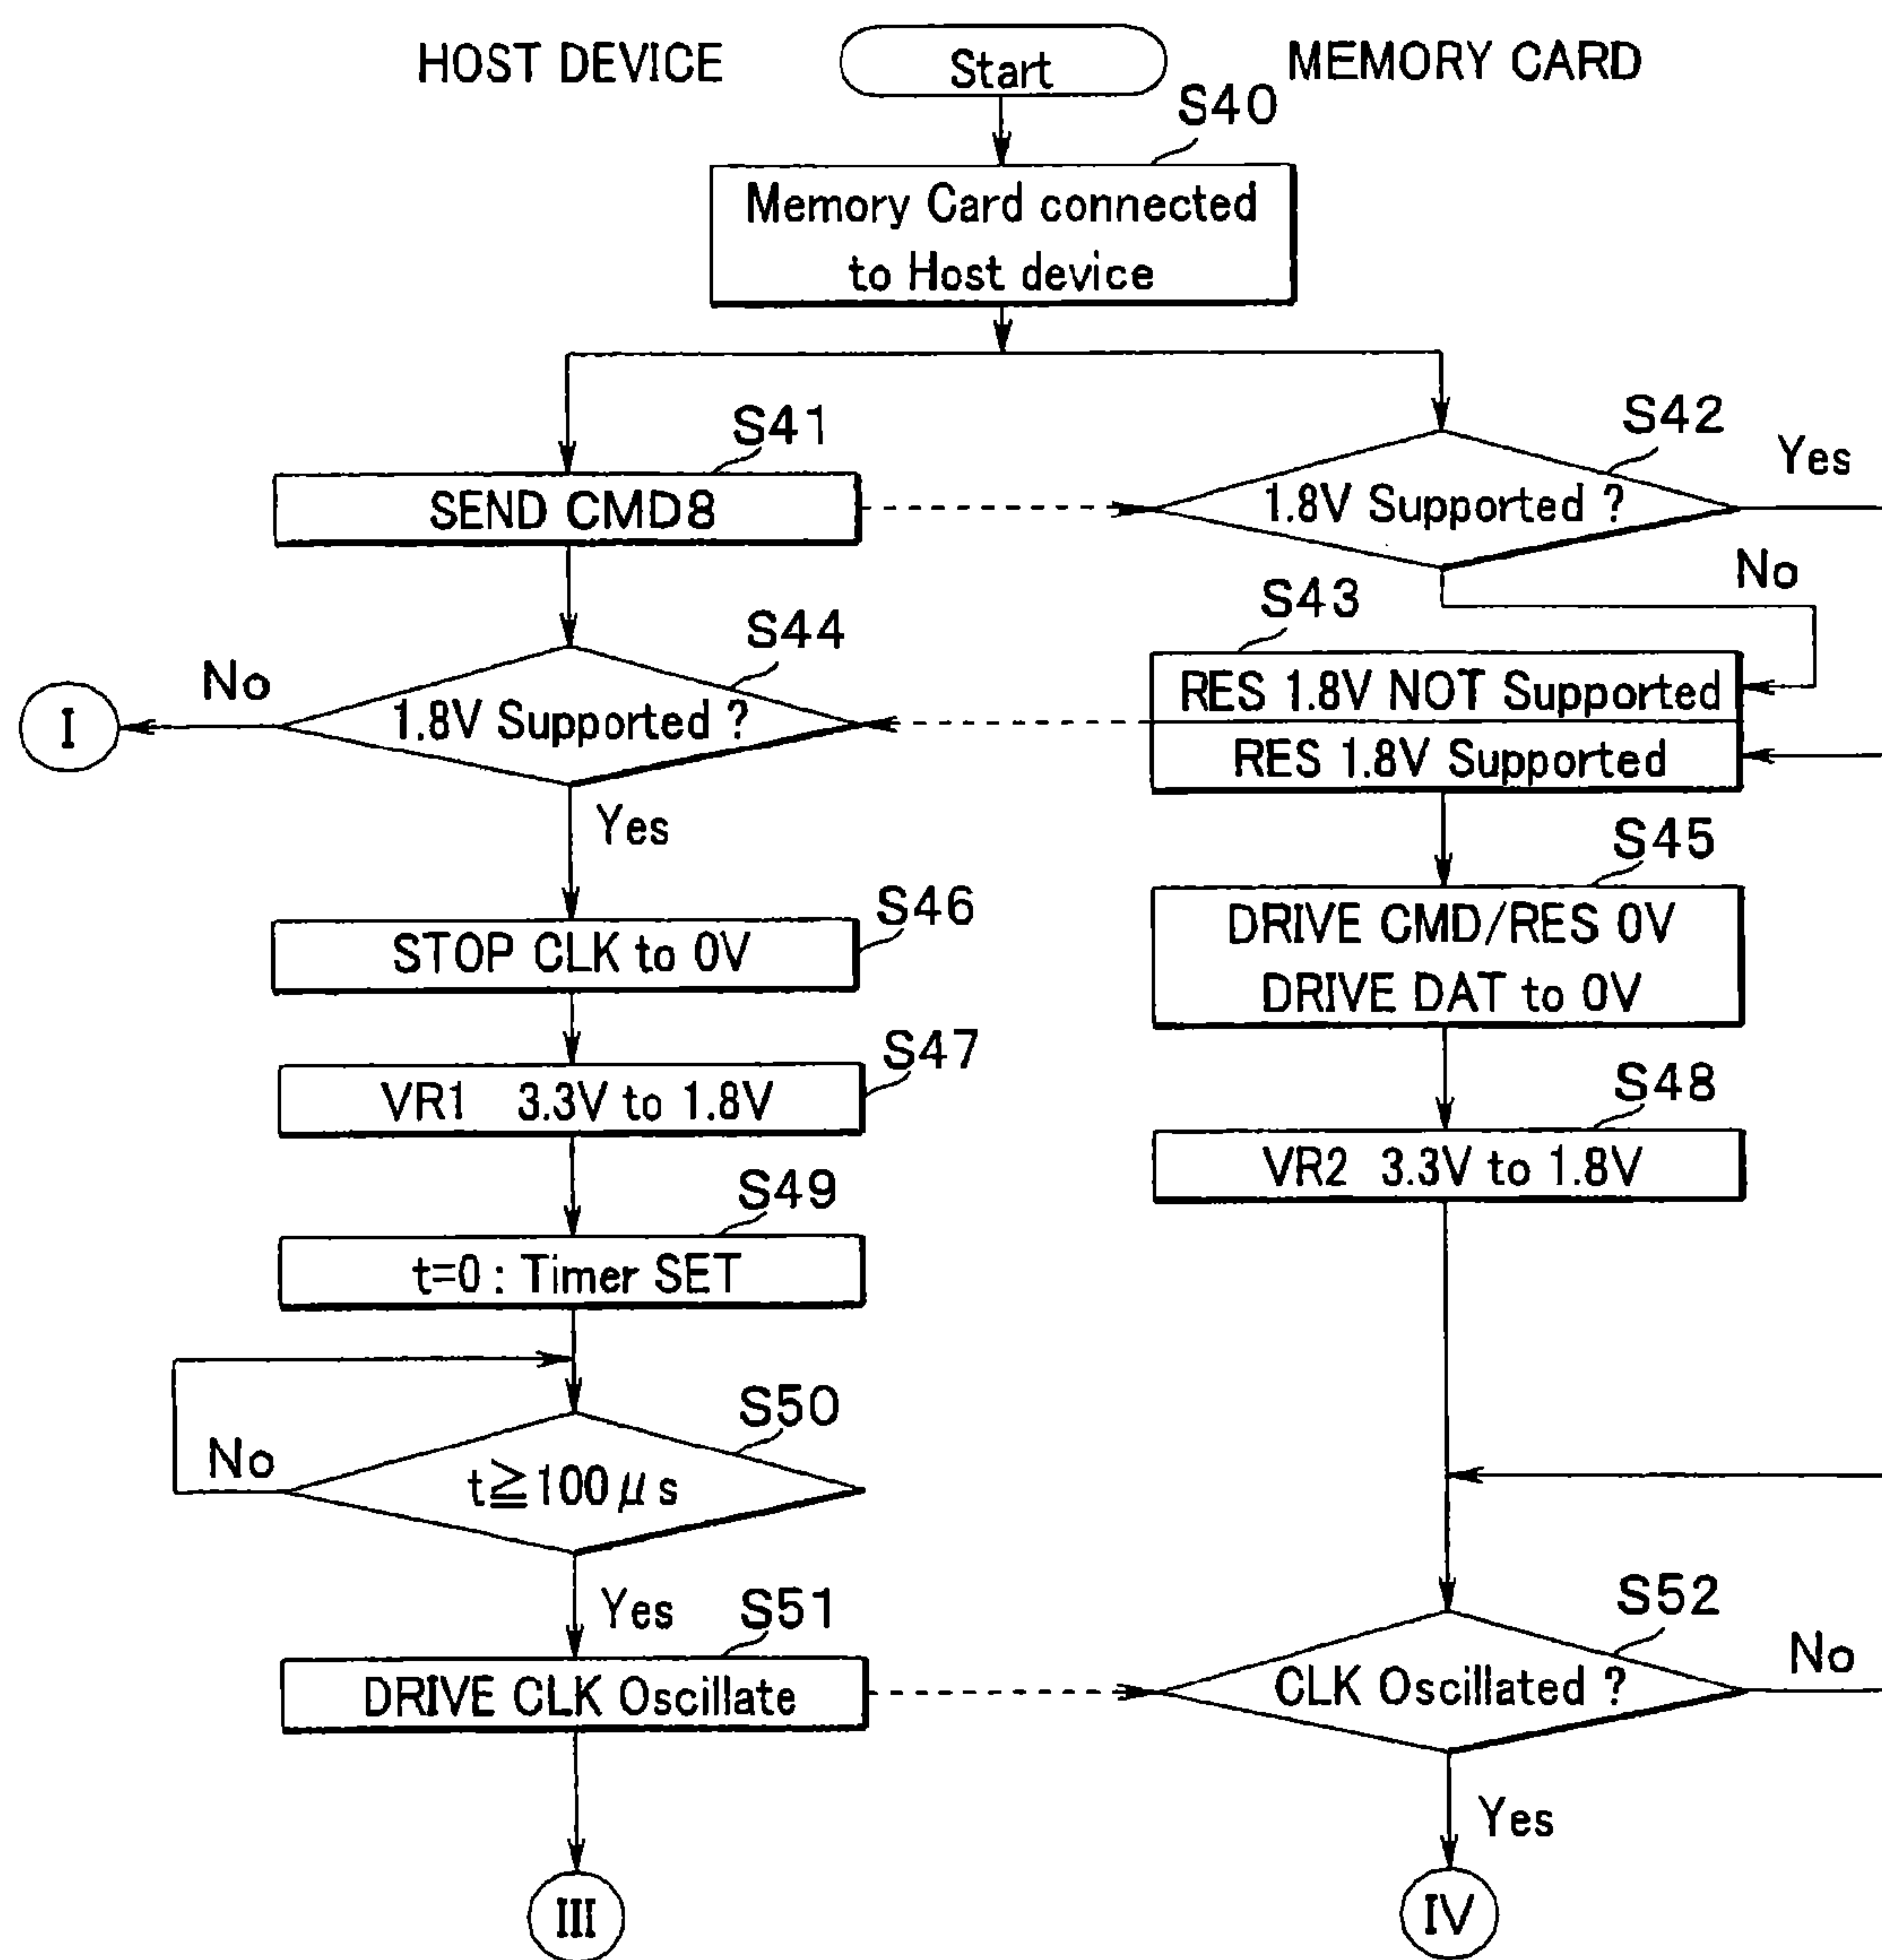 HOST DEVICE
Start
MEMORY CARD
S40
Memory Card connected
to Host device
S41
S42
Yes
SEND CMD8
1.8V Supported ?
No
S43
S44
No
RES 1.8V NOT Supported
I
1.8V Supported ?
RES 1.8V Supported
Yes
S45
S46
DRIVE CMD/RES 0V
STOP CLK to 0V
DRIVE DAT to 0V
S47
S48
VR1 3.3V to 1.8V
VR2 3.3V to 1.8V
S49
t=0 : Timer SET
S50
No
t≧100μs
Yes
S51
S52
No
DRIVE CLK Oscillate
CLK Oscillated ?
Yes
III
IV